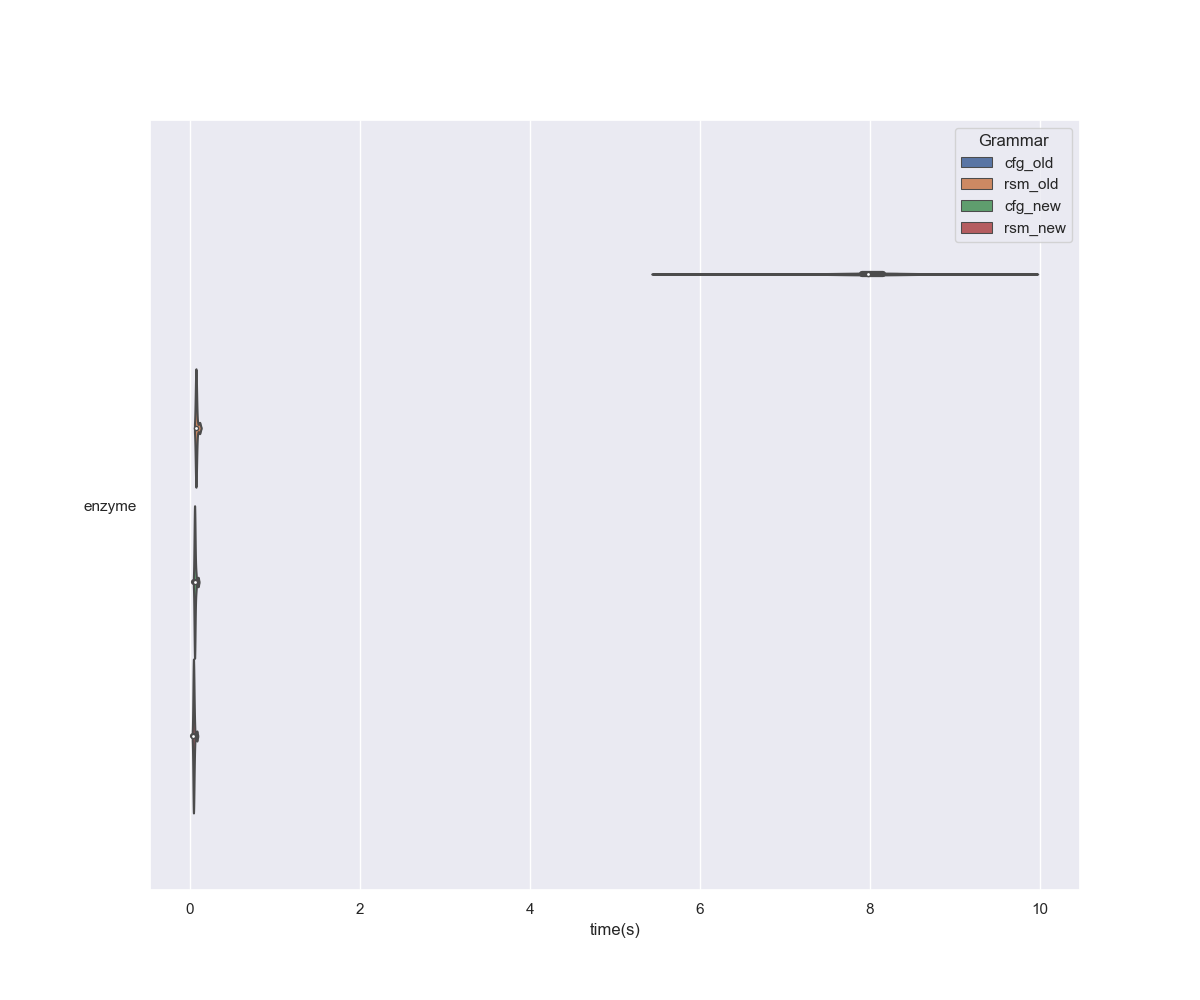 Grammar
cfg_old
rsm_old
cfg_new
rsm_new
enzyme
0 2 4 6 8 10
time(s)